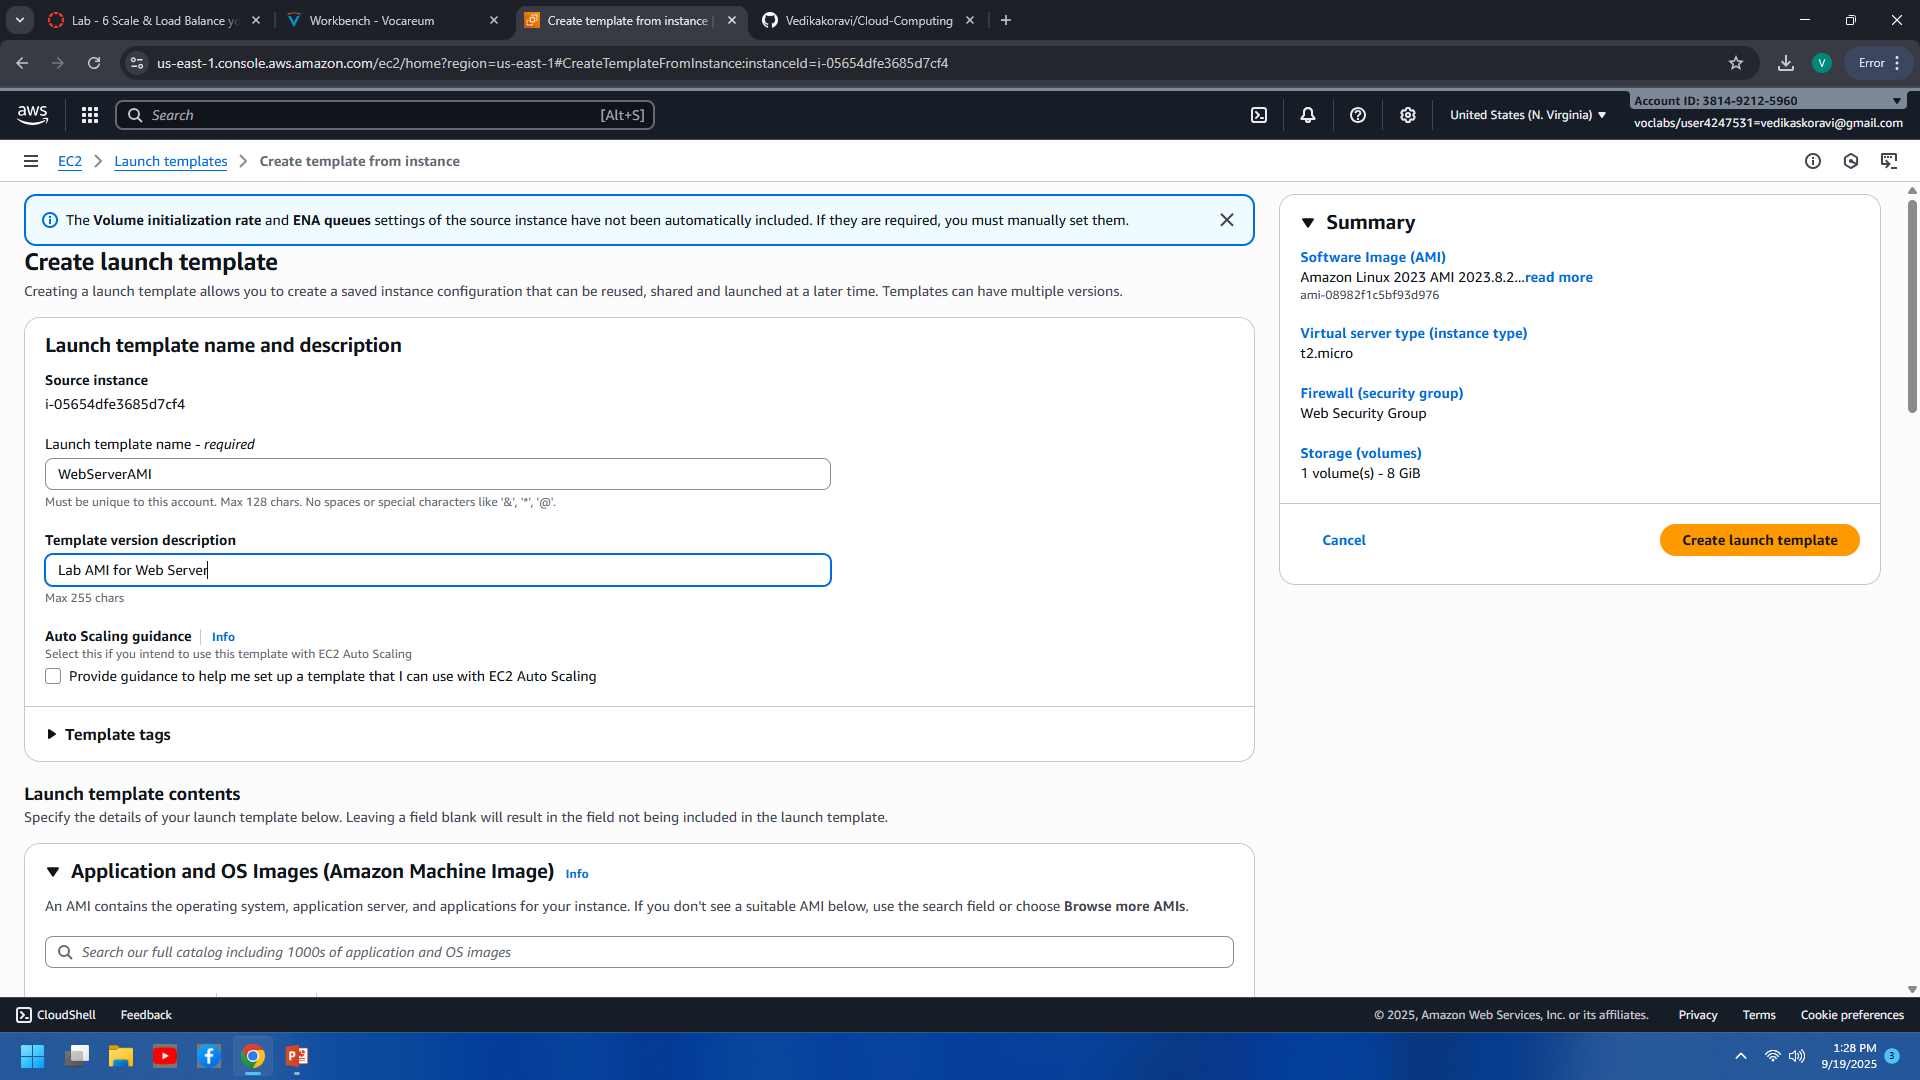 Lab - 6 Scale & Load Balance yo
Workbench - Vocareum
Create template from instance |
Vedikakoravi/Cloud-Computing
us-east-1.console.aws.amazon.com/ec2/home?region=us-east-1#CreateTemplateFromInstance:instanceId=i-05654dfe3685d7cf4
V
Error
aws
Search
[Alt+S]
United States (N. Virginia)
Account ID: 3814-9212-5960
voclabs/user4247531=vedikaskoravi@gmail.com
EC2
Launch templates
Create template from instance
The Volume initialization rate and ENA queues settings of the source instance have not been automatically included. If they are required, you must manually set them.
Create launch template
Creating a launch template allows you to create a saved instance configuration that can be reused, shared and launched at a later time. Templates can have multiple versions.
Launch template name and description
Source instance
i-05654dfe3685d7cf4
Launch template name - required
WebServerAMI
Must be unique to this account. Max 128 chars. No spaces or special characters like '&', '*', '@'.
Template version description
Lab AMI for Web Server
Max 255 chars
Auto Scaling guidance
Info
Select this if you intend to use this template with EC2 Auto Scaling
Provide guidance to help me set up a template that I can use with EC2 Auto Scaling
Template tags
Launch template contents
Specify the details of your launch template below. Leaving a field blank will result in the field not being included in the launch template.
Application and OS Images (Amazon Machine Image)
Info
An AMI contains the operating system, application server, and applications for your instance. If you don't see a suitable AMI below, use the search field or choose Browse more AMIs.
Search our full catalog including 1000s of application and OS images
Summary
Software Image (AMI)
Amazon Linux 2023 AMI 2023.8.2...read more
ami-08982f1c5bf93d976
Virtual server type (instance type)
t2.micro
Firewall (security group)
Web Security Group
Storage (volumes)
1 volume(s) - 8 GiB
Cancel
Create launch template
CloudShell
Feedback
© 2025, Amazon Web Services, Inc. or its affiliates.
Privacy
Terms
Cookie preferences
1:28 PM
9/19/2025
3